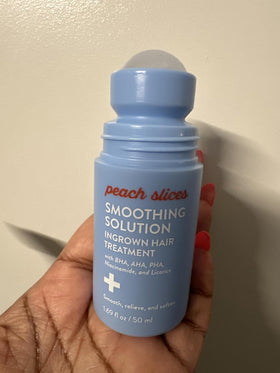 peach slices
SMOOTHING
SOLUTION
INGROWN HAIR
TREATMENT
with BHA, AHA, PHA,
Niacinamide, and Licorice
Smooth, relieve, and soften
1.69 fl oz / 50 ml